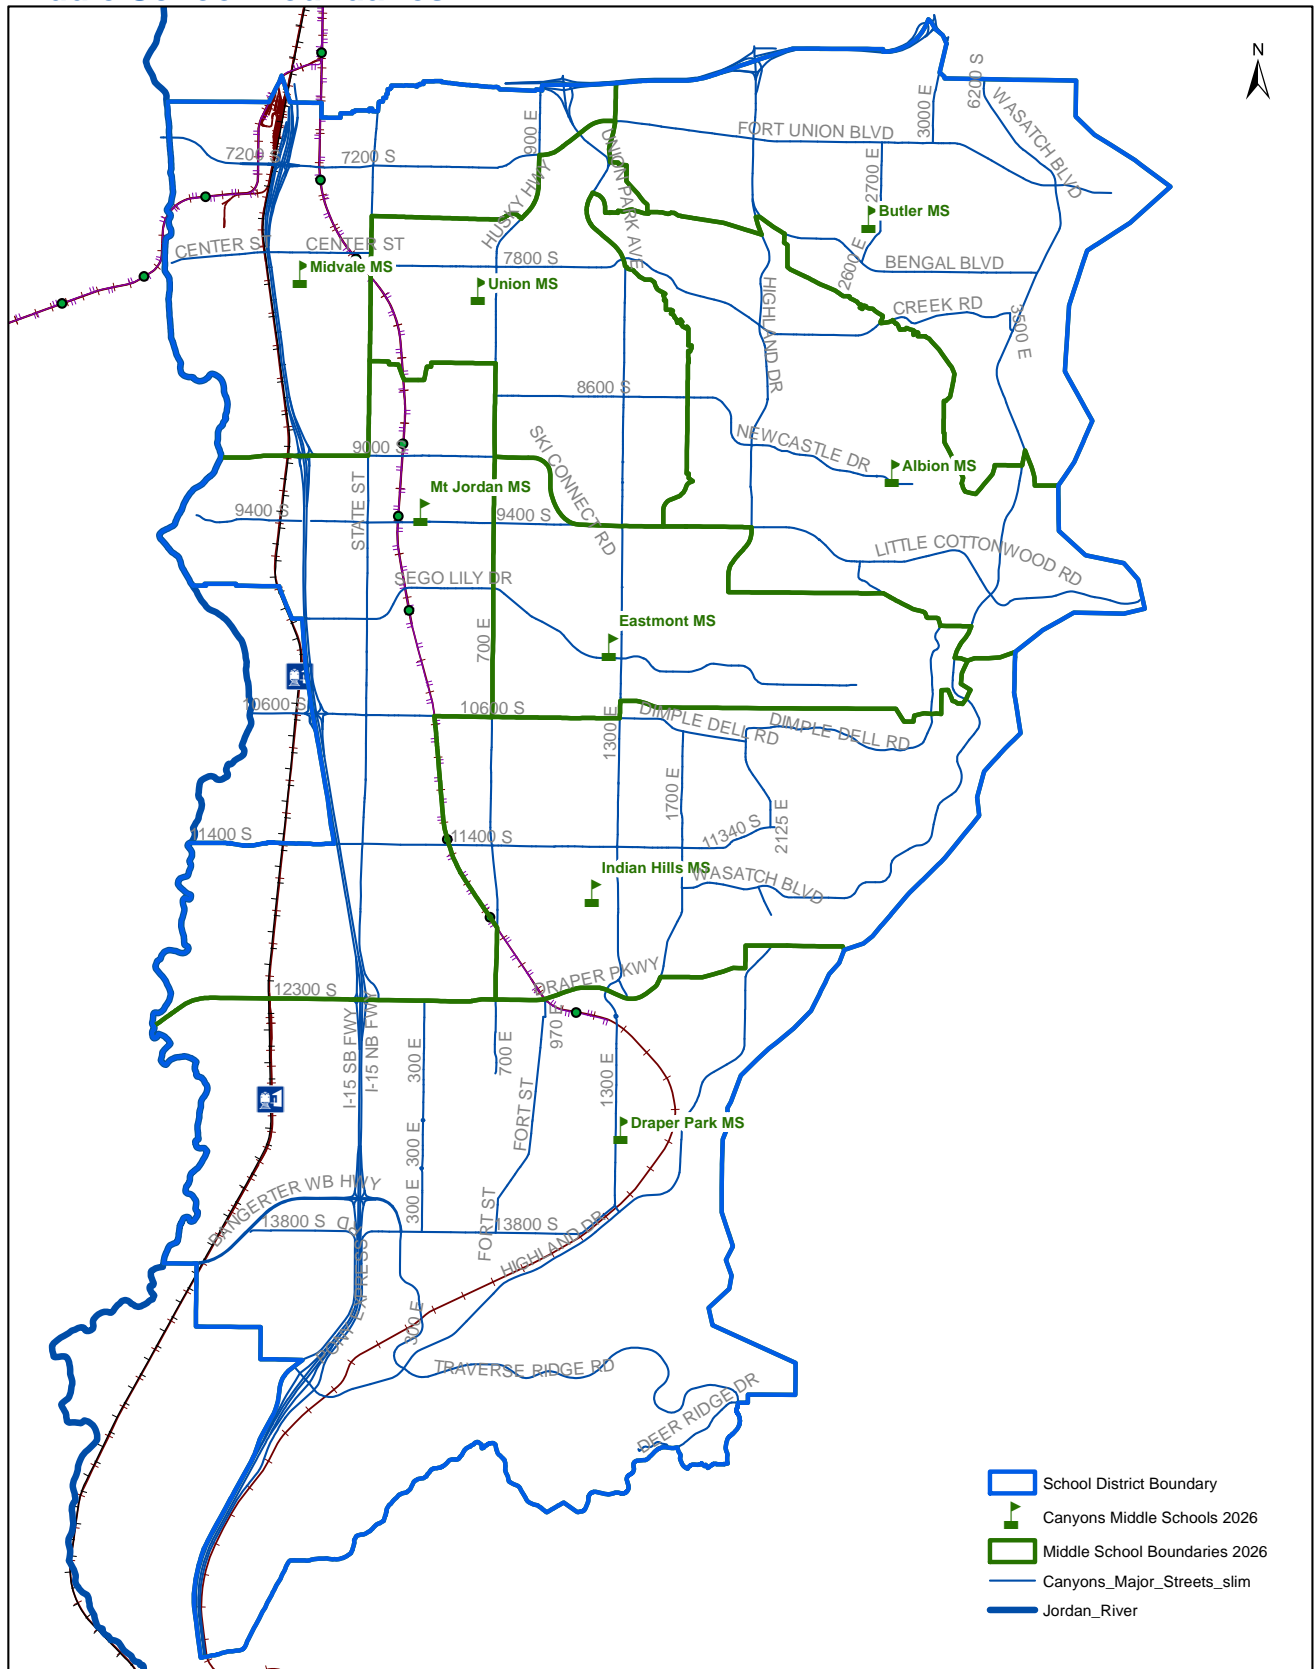 N
6200 S
WASATCH BLVD
3000 E
FORT UNION BLVD
900 E
UNION PARK AVE
7200 S
7200 S
2700 E
HUSKY HWY
Butler MS
CENTER ST
CENTER ST
7800 S
2600 E
BENGAL BLVD
Midvale MS
Union MS
HIGHLAND DR
CREEK RD
3500 E
8600 S
SKI CONNECT RD
NEWCASTLE DR
9000 S
Albion MS
STATE ST
Mt Jordan MS
9400 S
9400 S
LITTLE COTTONWOOD RD
SEGO LILY DR
700 E
Eastmont MS
10600 S
10600 S
1300 E
DIMPLE DELL RD
DIMPLE DELL RD
1700 E
2125 E
11400 S
11400 S
11340 S
Indian Hills MS
WASATCH BLVD
DRAPER PKWY
12300 S
I-15 SB FWY
I-15 NB FWY
970 E
700 E
300 E
1300 E
FORT ST
Draper Park MS
300 E
BANGERTER WB HWY
300 E
FORT ST
13800 S
13800 S
HIGHLAND DR
PONY EXPRESS RD
300 E
TRAVERSE RIDGE RD
DEER RIDGE DR
School District Boundary
Canyons Middle Schools 2026
Middle School Boundaries 2026
Canyons_Major_Streets_slim
Jordan_River